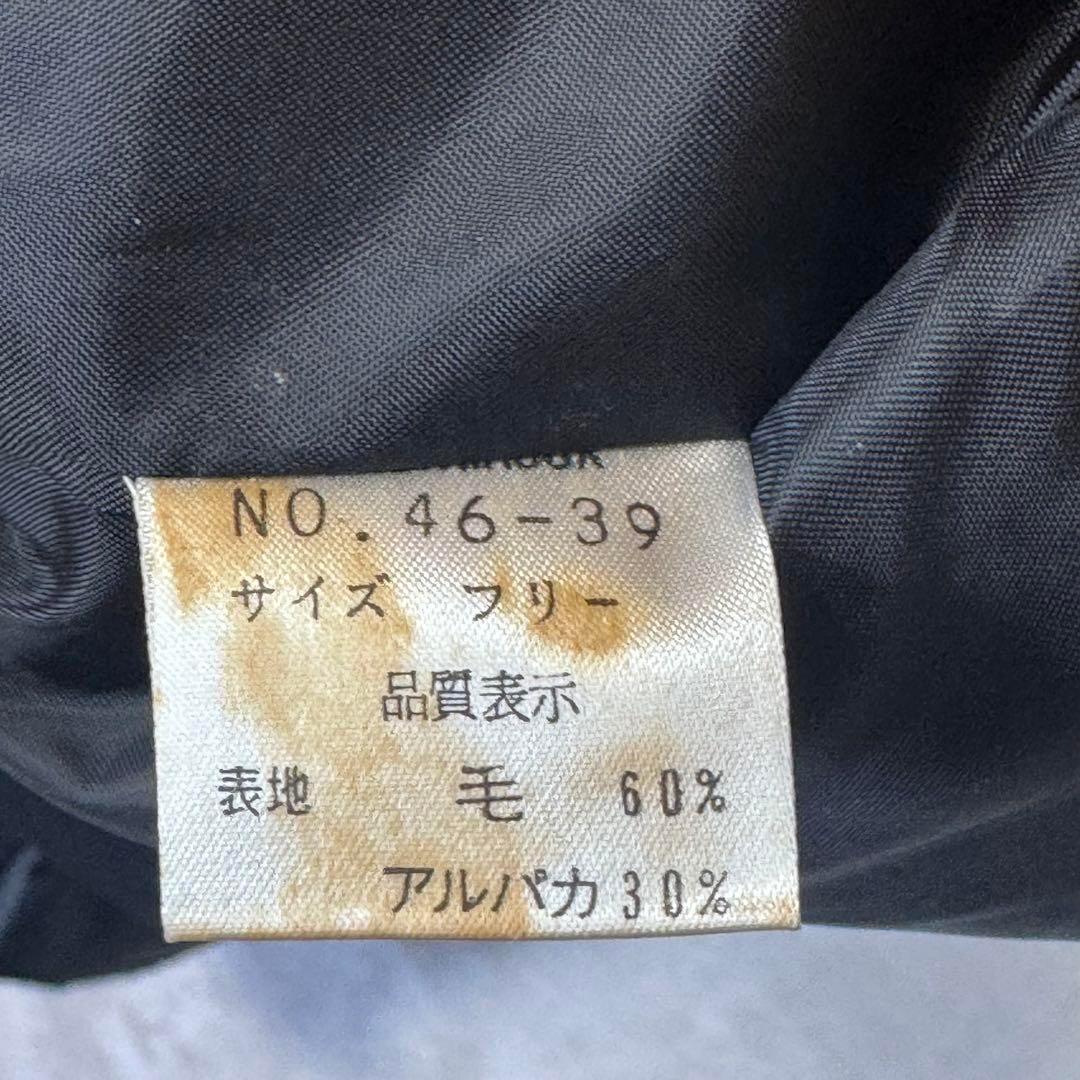 NO. 46-39
サイズ フリー
品質表示
表地 毛 60%
アルパカ 30%